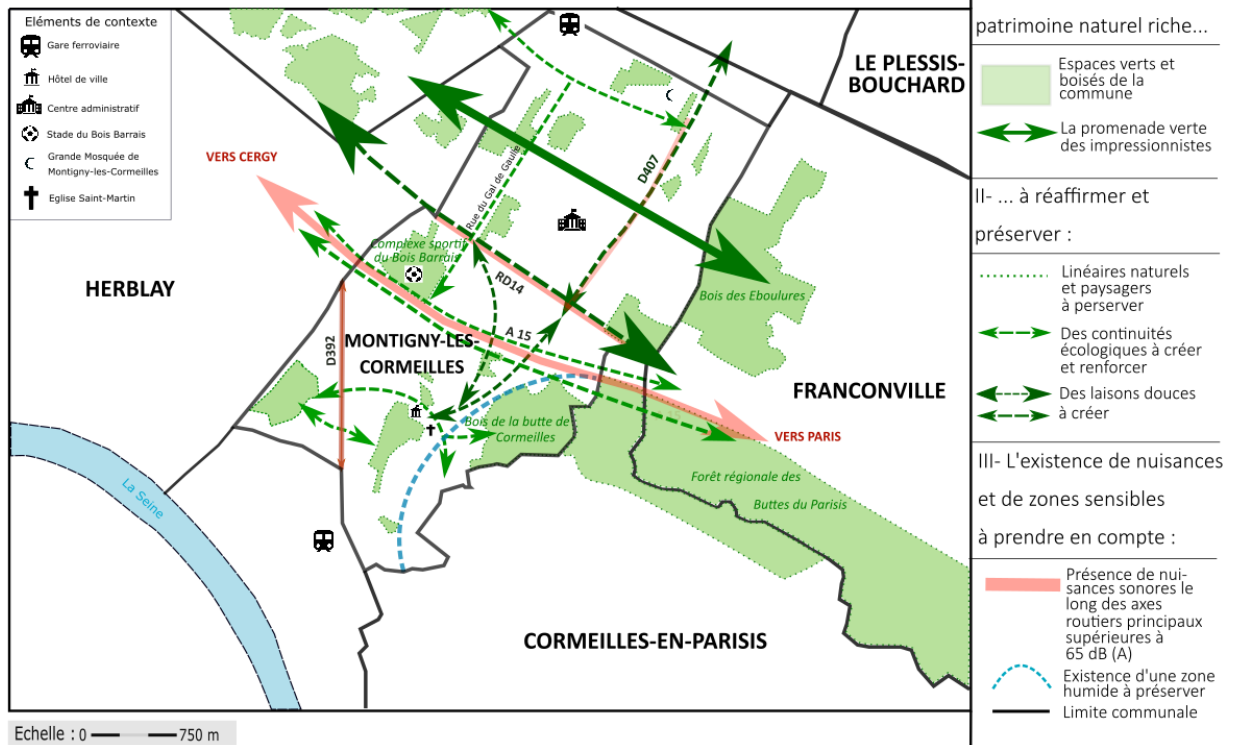 Eléments de contexte
Gare ferroviaire
Hôtel de ville
Centre administratif
Stade du Bois Barrais
Grande Mosquée de
Montigny-les-Cormeilles
Eglise Saint-Martin
LE PLESSIS-
BOUCHARD
VERS CERGY
Rue du Gal de Gaulle
D407
Complexe sportif
du Bois Barrais
HERBLAY
RD14
Bois des Eboulures
D392
A 15
MONTIGNY-LES-
CORMEILLES
FRANCONVILLE
Bois de la butte de
Cormeilles
VERS PARIS
La Seine
Forêt régionale des
Buttes du Parisis
CORMEILLES-EN-PARISIS
Echelle : 0 750 m
patrimoine naturel riche...
Espaces verts et
boisés de la
commune
La promenade verte
des impressionnistes
II- ... à réaffirmer et
préserver :
Linéaires naturels
et paysagers
à perserver
Des continuités
écologiques à créer
et renforcer
Des laisons douces
à créer
III- L'existence de nuisances
et de zones sensibles
à prendre en compte :
Présence de nui-
sances sonores le
long des axes
routiers principaux
supérieures à
65 dB (A)
Existence d'une zone
humide à préserver
Limite communale